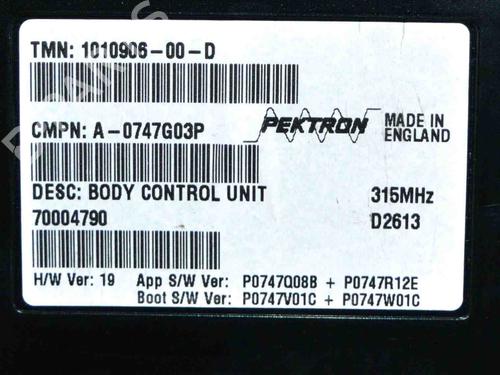 TMN: 1010906-00-D
CMPN: A-0747G03P
PEKTRON
MADE IN
ENGLAND
DESC: BODY CONTROL UNIT
315MHz
70004790
D2613
H/W Ver: 19 App S/W Ver: P0747Q08B + P0747R12E
Boot S/W Ver: P0747V01C + P0747W01C